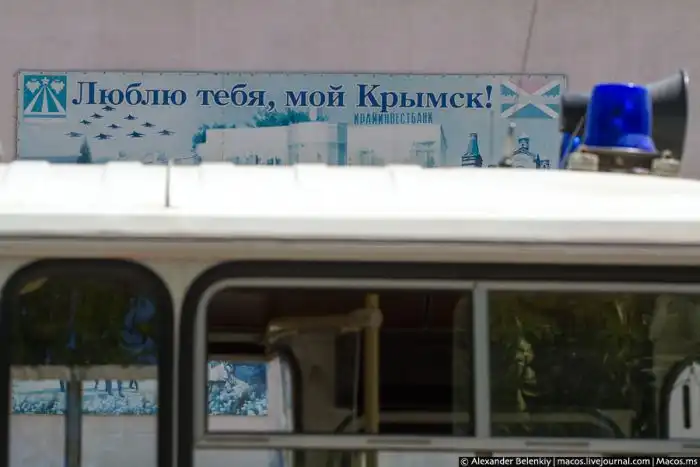 Люблю тебя, мой Крымск!
КРАЙИНВЕСТБАНК
© Alexander Belenkiy | macos.livejournal.com | Macos.ms